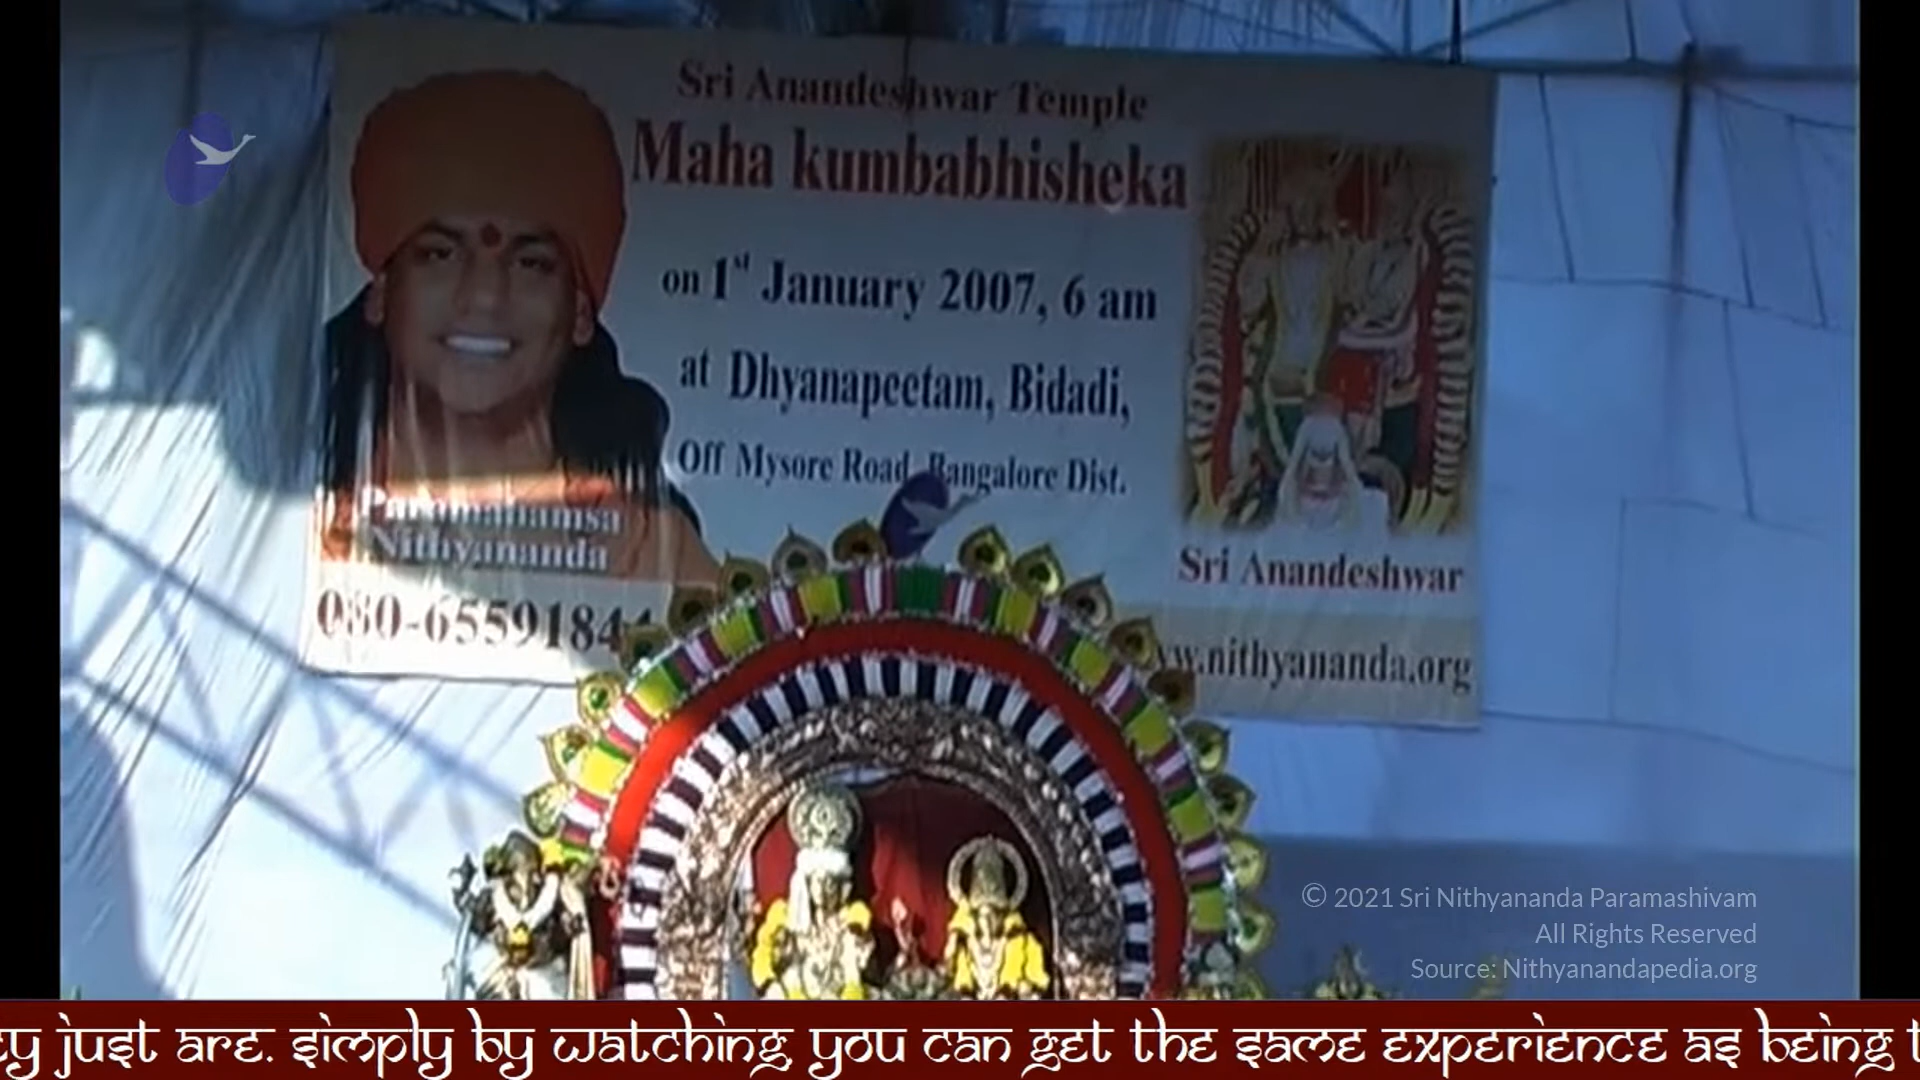 Sri Anandeshwar Temple
Maha kumbabhisheka
on 1st January 2007, 6 am
at Dhyanapeetam, Bidadi,
Off Mysore Road, Bangalore Dist.
Paramahamsa
Nithyananda
080-65591844
Sri Anandeshwar
w.nithyananda.org
© 2021 Sri Nithyananda Paramashivam
All Rights Reserved
Source: Nithyanandapedia.org
just are. simply by watching you can get the same experience as being